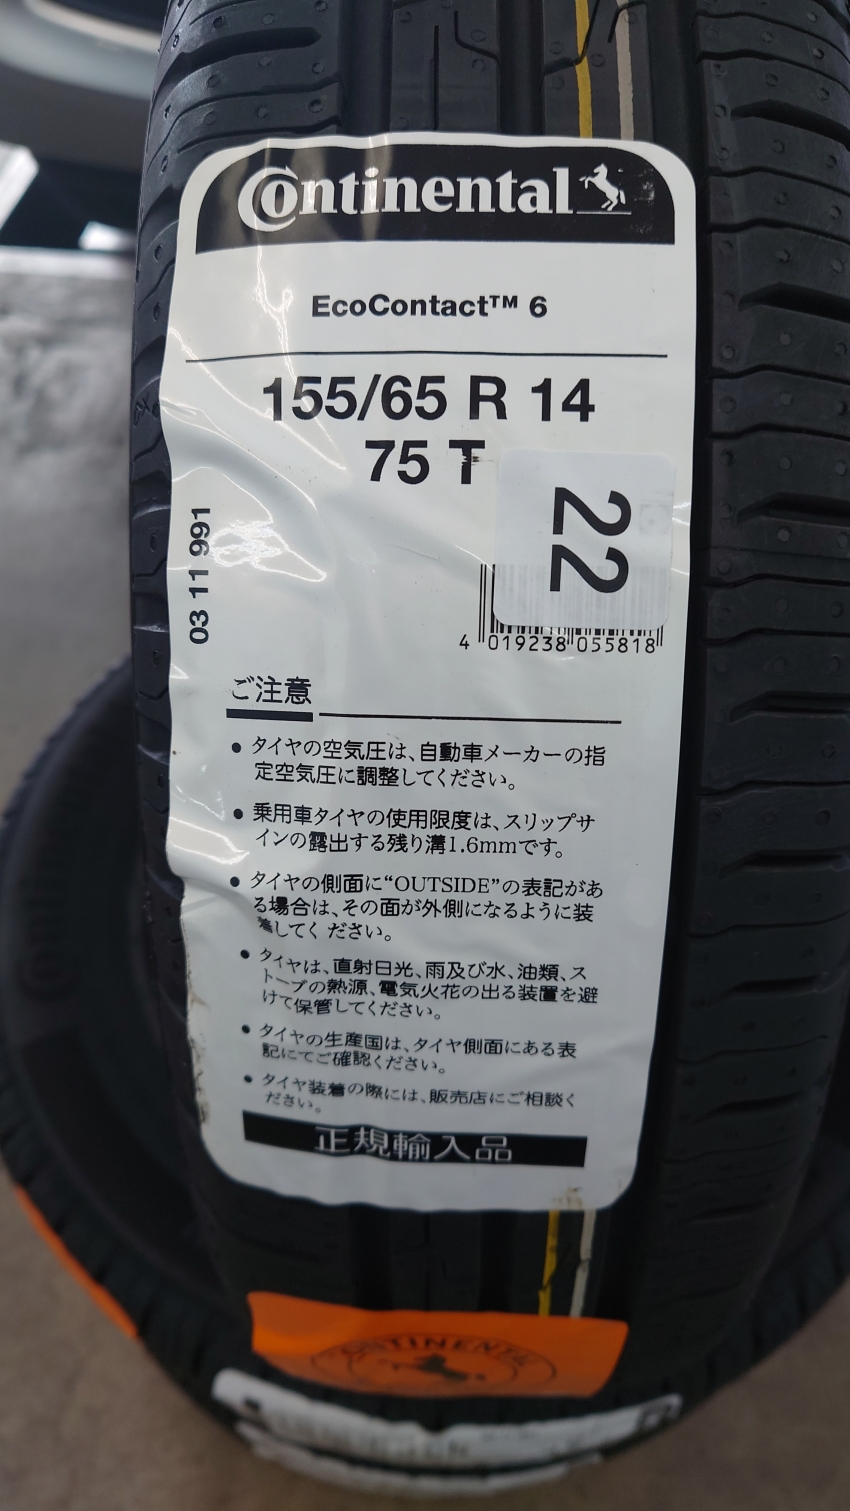 Continental
EcoContact™ 6
155/65 R 14
75 T
22
03 11 991
4 019238 055818
ご注意
● タイヤの空気圧は、自動車メーカーの指
定空気圧に調整してください。
● 乗用車タイヤの使用限度は、スリップサ
インの露出する残り溝1.6mmです。
● タイヤの側面に“OUTSIDE”の表記があ
る場合は、その面が外側になるように装
着してください。
● タイヤは、直射日光、雨及び水、油類、ス
トーブの熱源、電気火花の出る装置を避
けて保管してください。
● タイヤの生産国は、タイヤ側面にある表
記にてご確認ください。
● タイヤ装着の際には、販売店にご相談く
ださい。
正規輸入品
CONTINENTAL